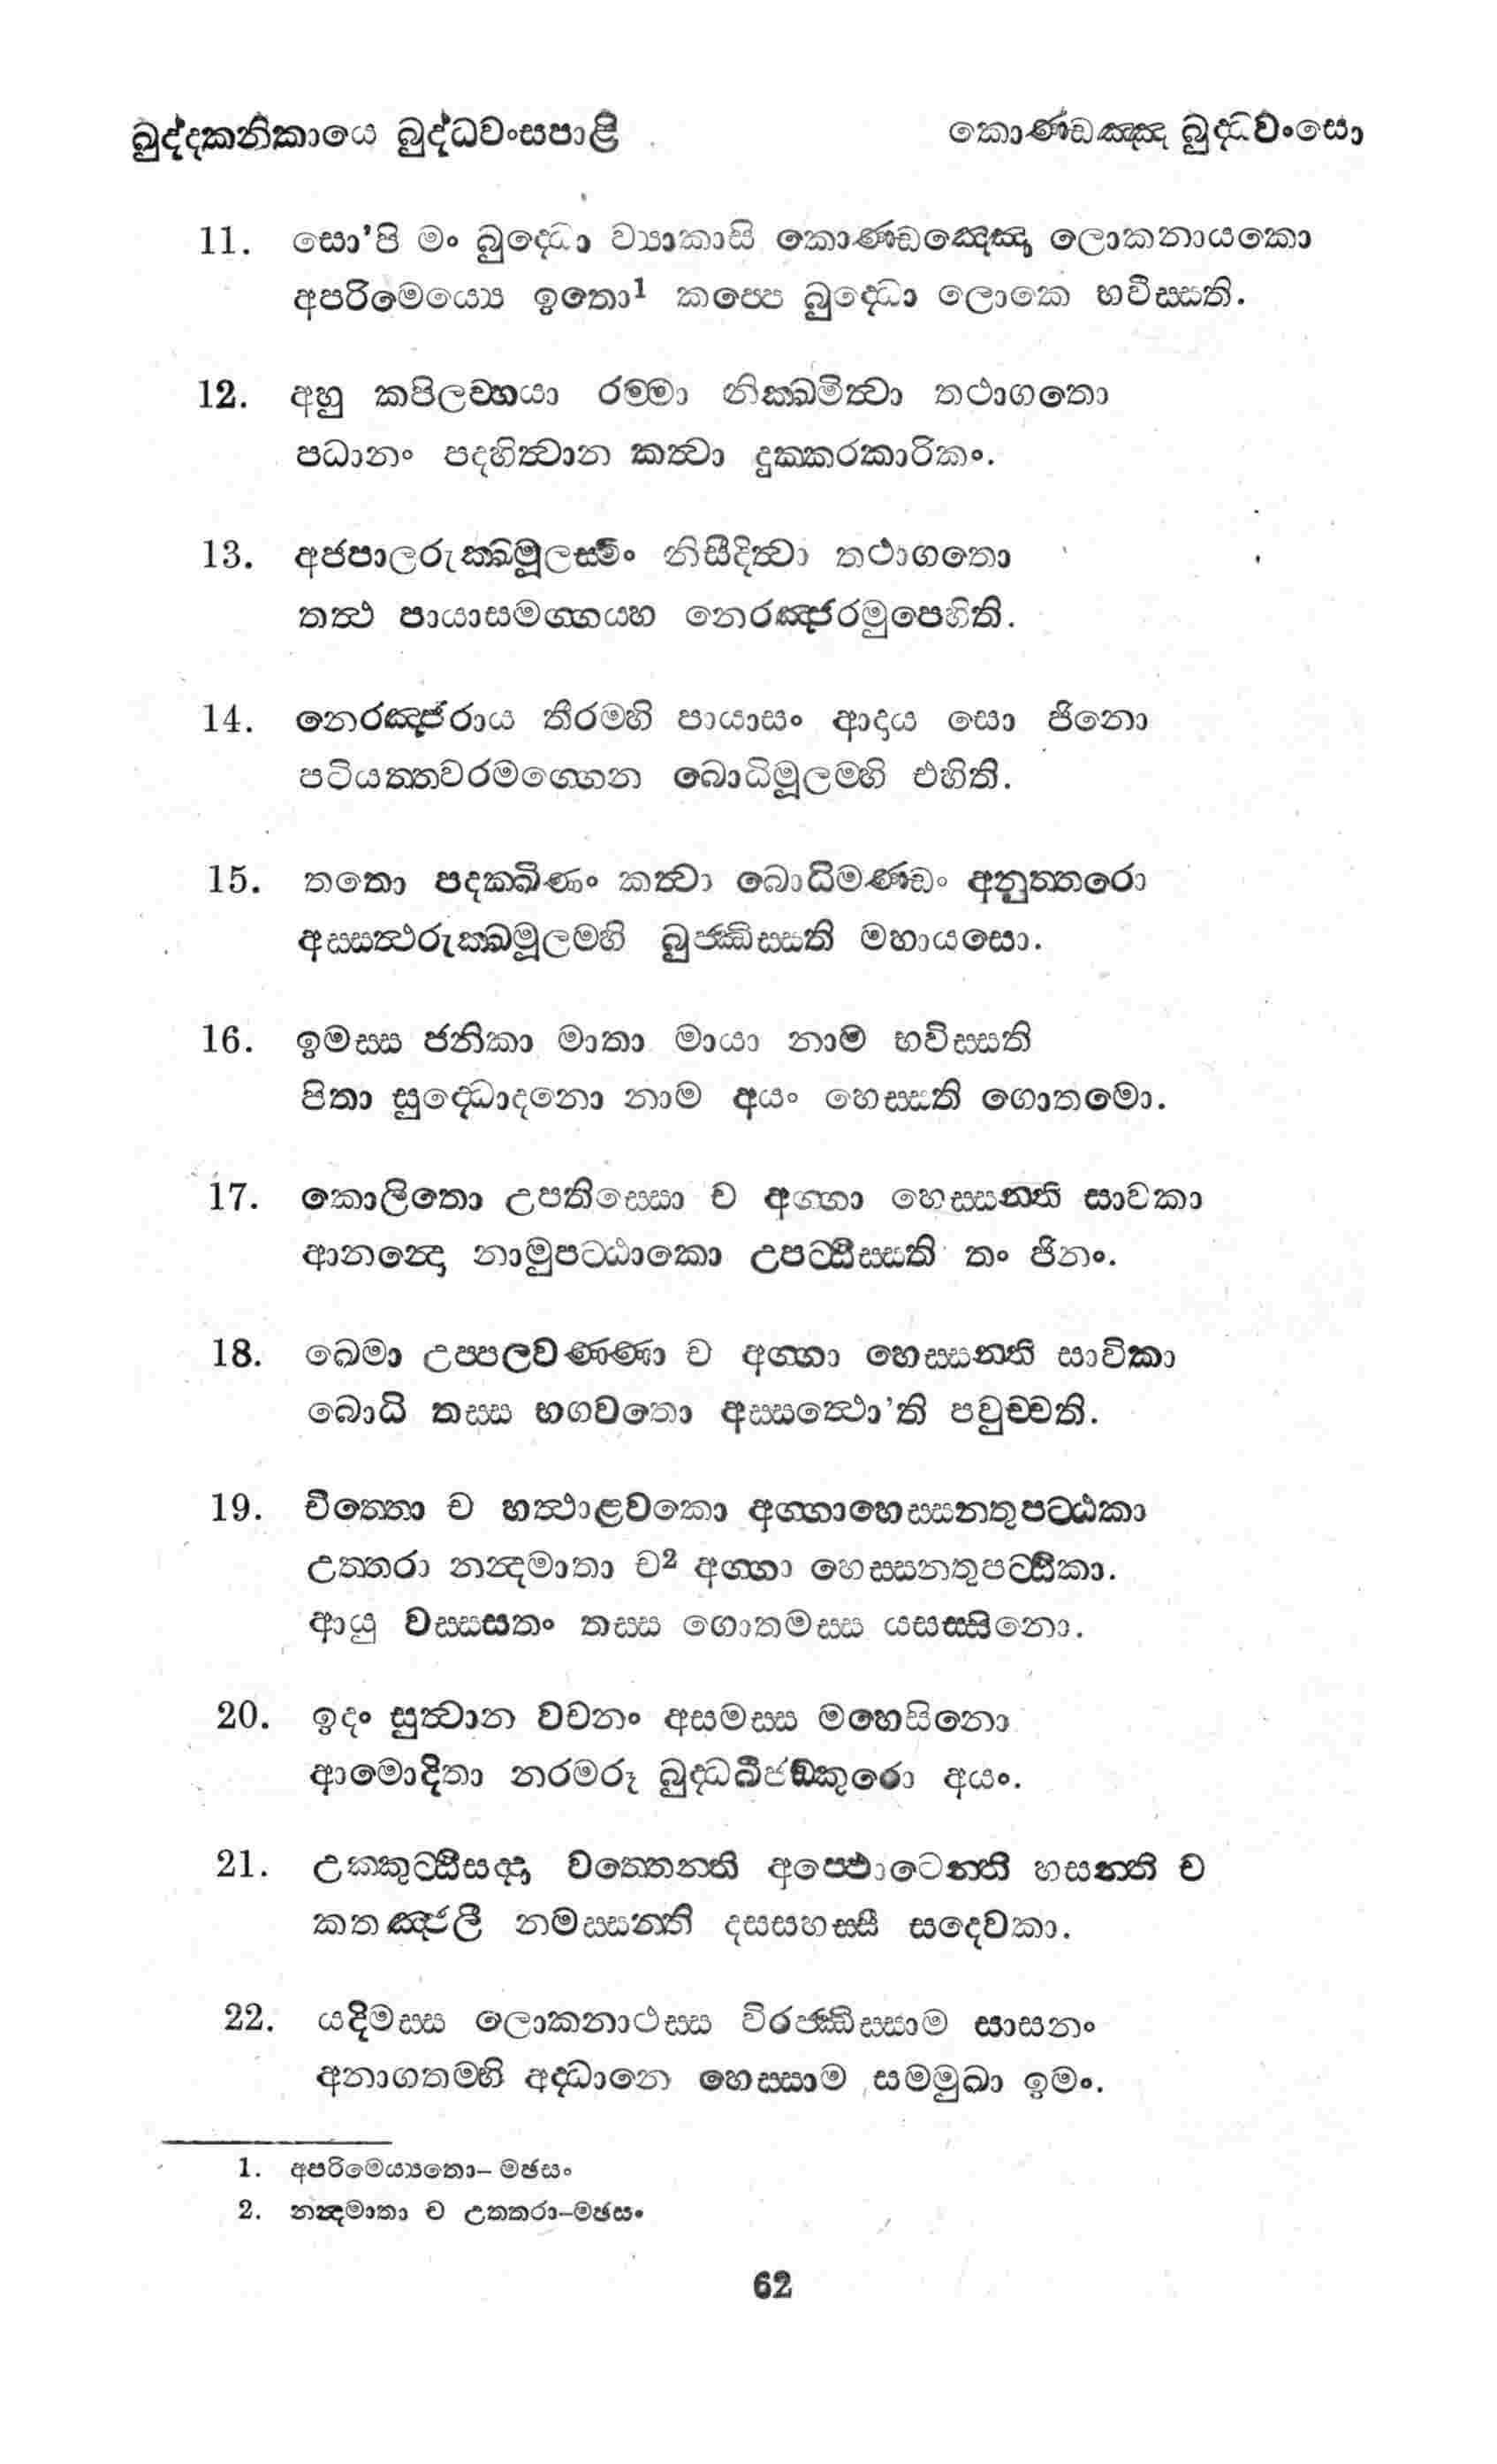 ඛුද්දකනිකායෙ බුද්ධවංසපාළි කොණ්ඩඤ්ඤ බුද්ධවංසො
11. සො'පි මං බුද්ධො ව්‍යාකාසි කොණ්ඩඤ්ඤො ලොකනායකො
අපරිමෙය්‍යෙ ඉතො1 කප්පෙ බුද්ධො ලොකෙ භවිස්සති.
12. අහු කපිලව්හයා රම්මා නික්ඛමිත්වා තථාගතො
පධානං පදහිත්වාන කත්වා දුක්කරකාරිකං.
13. අජපාලරුක්ඛමූලස්මිං නිසීදිත්වා තථාගතො
තත්ථ පායාසමග්ගය්හ නෙරඤ්ජරමුපෙහිති.
14. නෙරඤ්ජරාය තීරම්හි පායාසං ආදාය සො ජිනො
පටියත්තවරමග්ගෙන බොධිමූලම්හි එහිති.
15. තතො පදක්ඛිණං කත්වා බොධිමණ්ඩං අනුත්තරො
අස්සත්ථරුක්ඛමූලම්හි බුජ්ඣිස්සති මහායසො.
16. ඉමස්ස ජනිකා මාතා මායා නාම භවිස්සති
පිතා සුද්ධොදනො නාම අයං හෙස්සති ගොතමො.
17. කොලිතො උපතිස්සො ච අග්ගා හෙස්සන්ති සාවකා
ආනන්දො නාමුපට්ඨාකො උපට්ඨිස්සති තං ජිනං.
18. ඛෙමා උප්පලවණ්ණා ච අග්ගා හෙස්සන්ති සාවිකා
බොධි තස්ස භගවතො අස්සත්ථො'ති පවුච්චති.
19. චිත්තො ච හත්ථාළවකො අග්ගාහෙස්සන්තුපට්ඨකා
උත්තරා නන්දමාතා ච2 අග්ගා හෙස්සන්තුපට්ඨිකා.
ආයු වස්සසතං තස්ස ගොතමස්ස යසස්සිනො.
20. ඉදං සුත්වාන වචනං අසමස්ස මහෙසිනො
ආමොදිතා නරමරූ බුද්ධබීජඞ්කුරො අයං.
21. උක්කුට්ඨිසද්දා වත්තෙන්ති අප්ඵොටෙන්ති හසන්ති ච
කතඤ්ජලී නමස්සන්ති දසසහස්සී සදෙවකා.
22. යදිමස්ස ලොකනාථස්ස විරජ්ඣිස්සාම සාසනං
අනාගතම්හි අද්ධානෙ හෙස්සාම සම්මුඛා ඉමං.
1. අපරිමෙය්‍යතො- මඡසං
2. නන්දමාතා ච උත්තරා-මඡසං
62